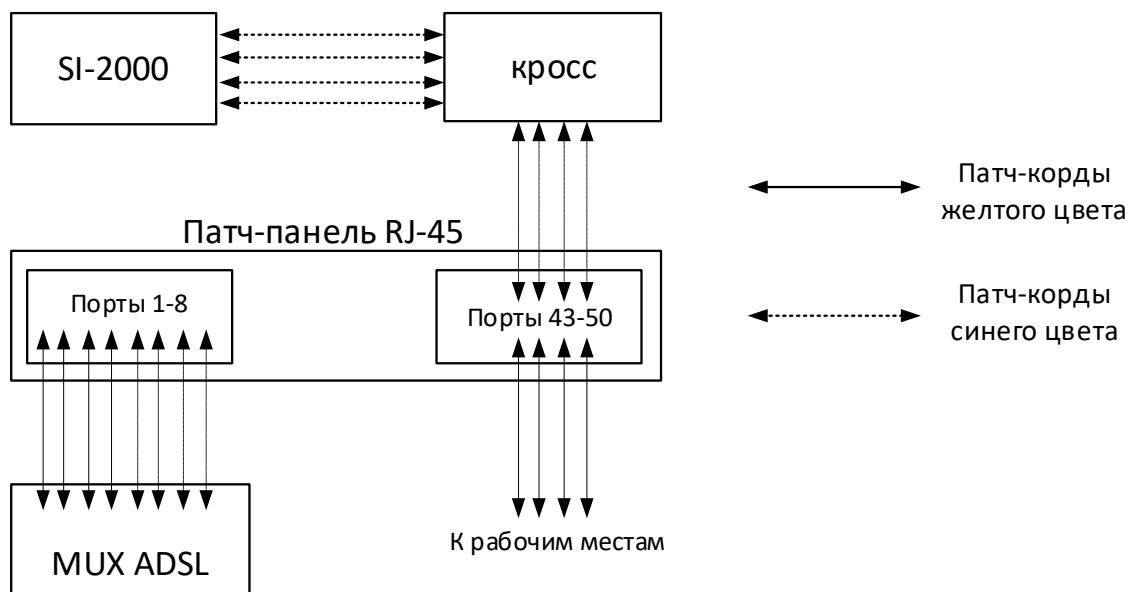 SI-2000
кросс
Патч-корды
желтого цвета
Патч-панель RJ-45
Порты 1-8
Порты 43-50
Патч-корды
синего цвета
К рабочим местам
MUX ADSL